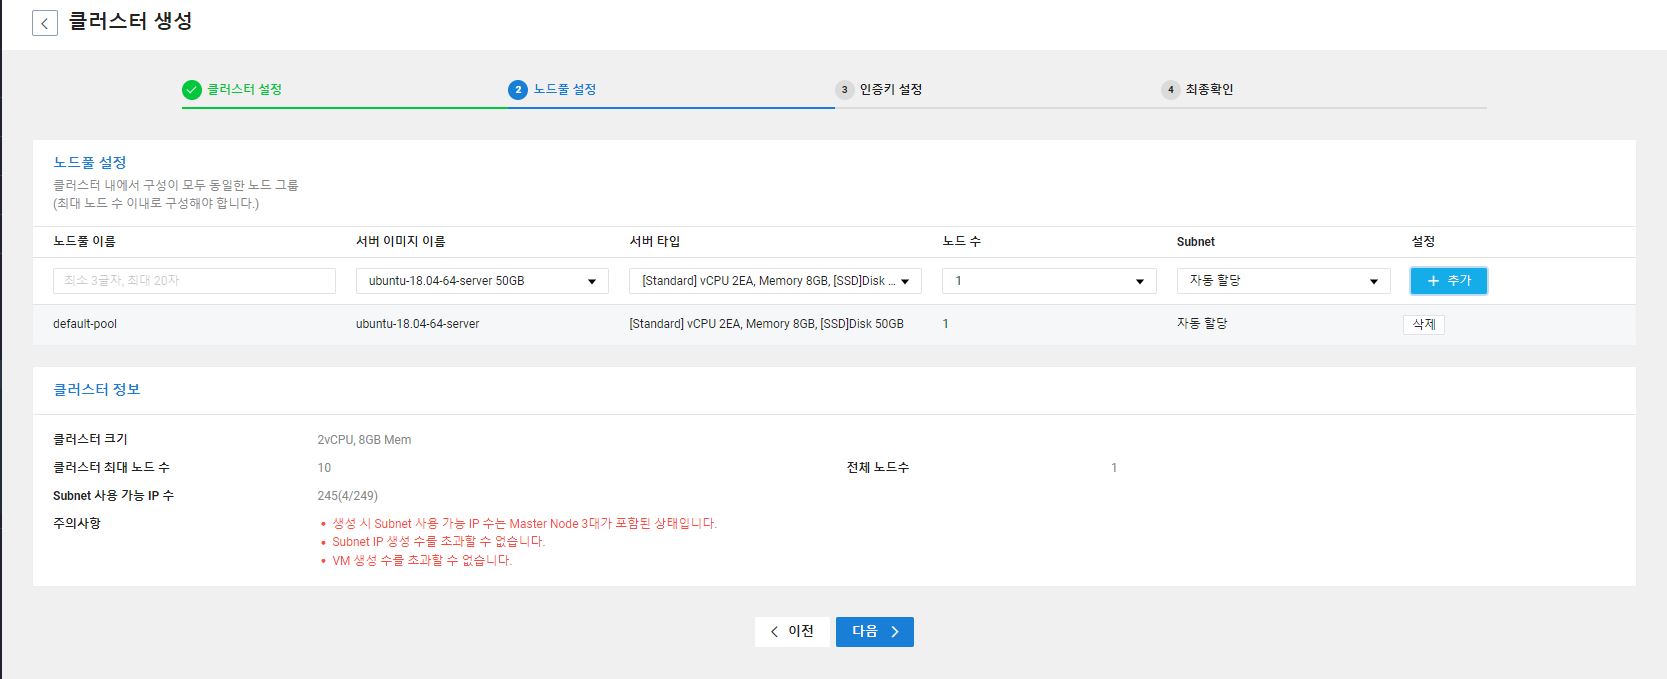 클러스터 생성
클러스터 설정
2 노드풀 설정
3 인증키 설정
4 최종확인
노드풀 설정
클러스터 내에서 구성이 모두 동일한 노드 그룹
(최대 노드 수 이내로 구성해야 합니다.)
노드풀 이름 서버 이미지 이름 서버 타입 노드 수 Subnet 설정
최소 3글자, 최대 20자 ubuntu-18.04-64-server 50GB [Standard] vCPU 2EA, Memory 8GB, [SSD]Disk ... 1 자동 할당 + 추가
default-pool ubuntu-18.04-64-server [Standard] vCPU 2EA, Memory 8GB, [SSD]Disk 50GB 1 자동 할당 삭제
클러스터 정보
클러스터 크기 2vCPU, 8GB Mem
클러스터 최대 노드 수 10 전체 노드수 1
Subnet 사용 가능 IP 수 245(4/249)
주의사항 • 생성 시 Subnet 사용 가능 IP 수는 Master Node 3대가 포함된 상태입니다.
• Subnet IP 생성 수를 초과할 수 없습니다.
• VM 생성 수를 초과할 수 없습니다.
< 이전 다음 >